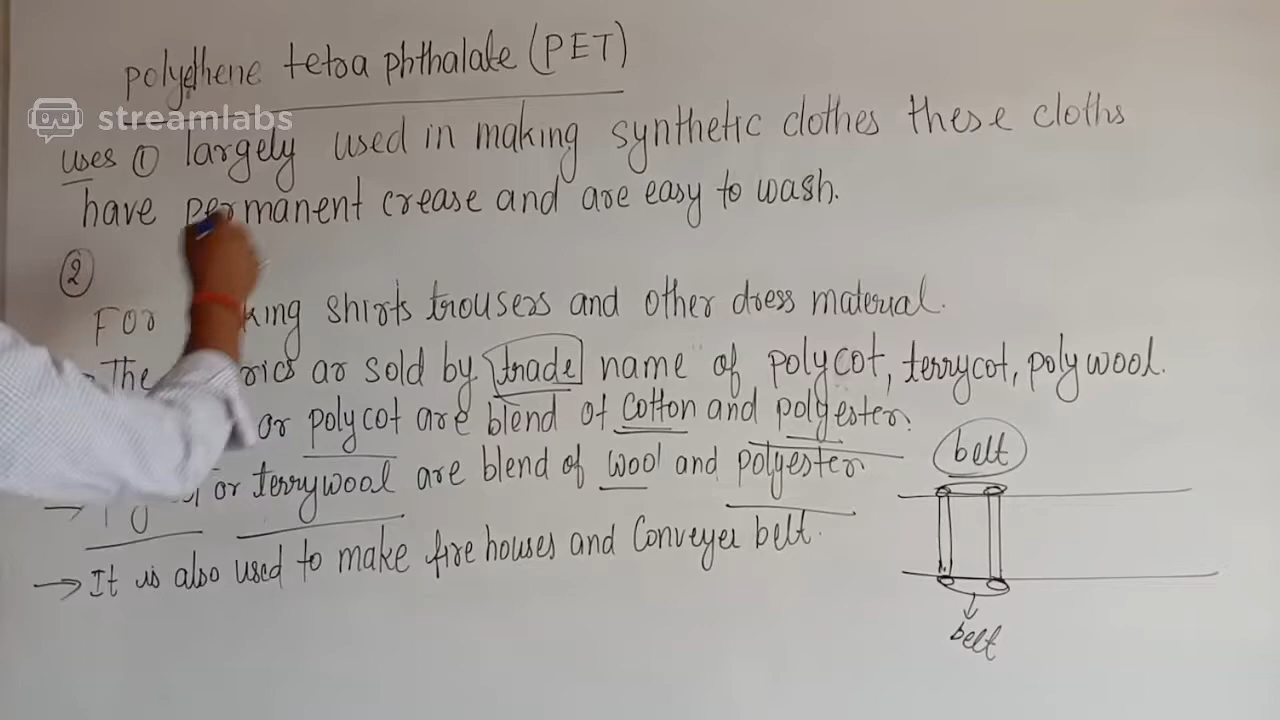 polyethene tetra phthalate (PET)
streamlabs
uses ① largely used in making synthetic clothes these cloths
have permanent crease and are easy to wash.
②
For king shirts trousers and other dress material.
The rics ar sold by trade name of polycot, terrycot, polywool.
or polycot are blend of cotton and polyester.
or terrywool are blend of wool and polyester
→ It is also used to make fire houses and Conveyer belt.
belt
belt